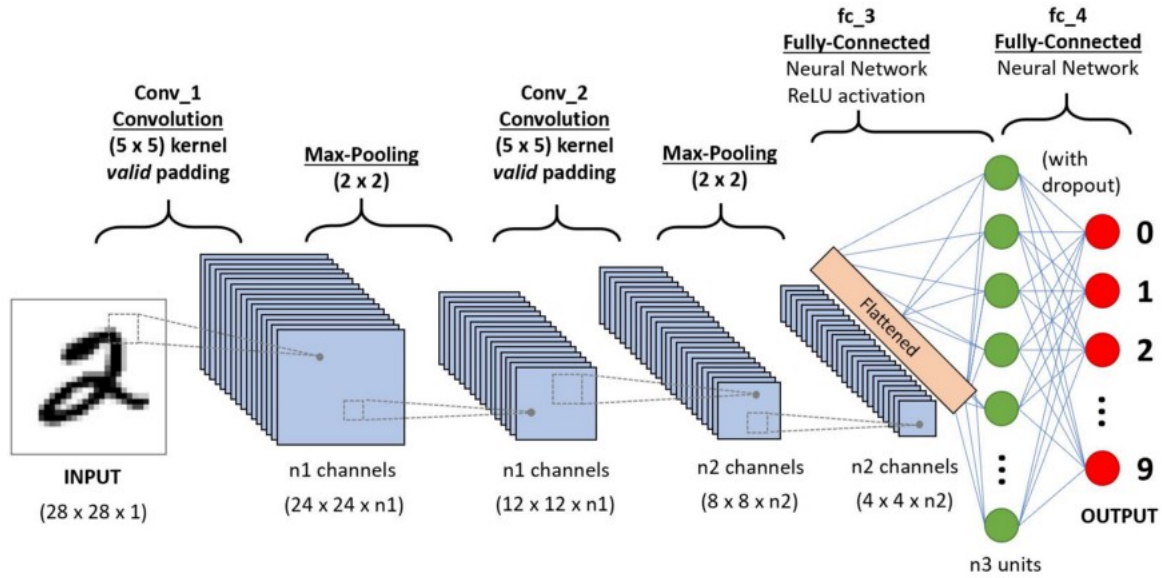 fc_3
Fully-Connected
Neural Network
ReLU activation
fc_4
Fully-Connected
Neural Network
Conv_1
Convolution
(5 x 5) kernel
valid padding
Max-Pooling
(2 x 2)
Conv_2
Convolution
(5 x 5) kernel
valid padding
Max-Pooling
(2 x 2)
(with
dropout)
Flattened
0
1
2
9
INPUT
(28 x 28 x 1)
n1 channels
(24 x 24 x n1)
n1 channels
(12 x 12 x n1)
n2 channels
(8 x 8 x n2)
n2 channels
(4 x 4 x n2)
OUTPUT
n3 units